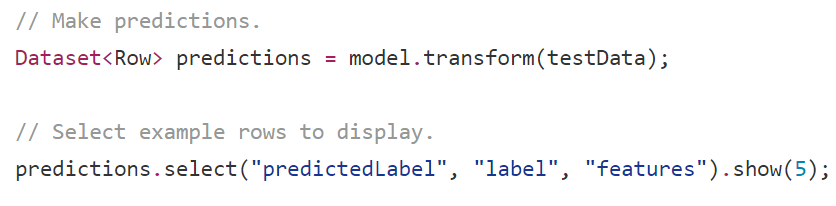 // Make predictions.
Dataset<Row> predictions = model.transform(testData);
// Select example rows to display.
predictions.select("predictedLabel", "label", "features").show(5);